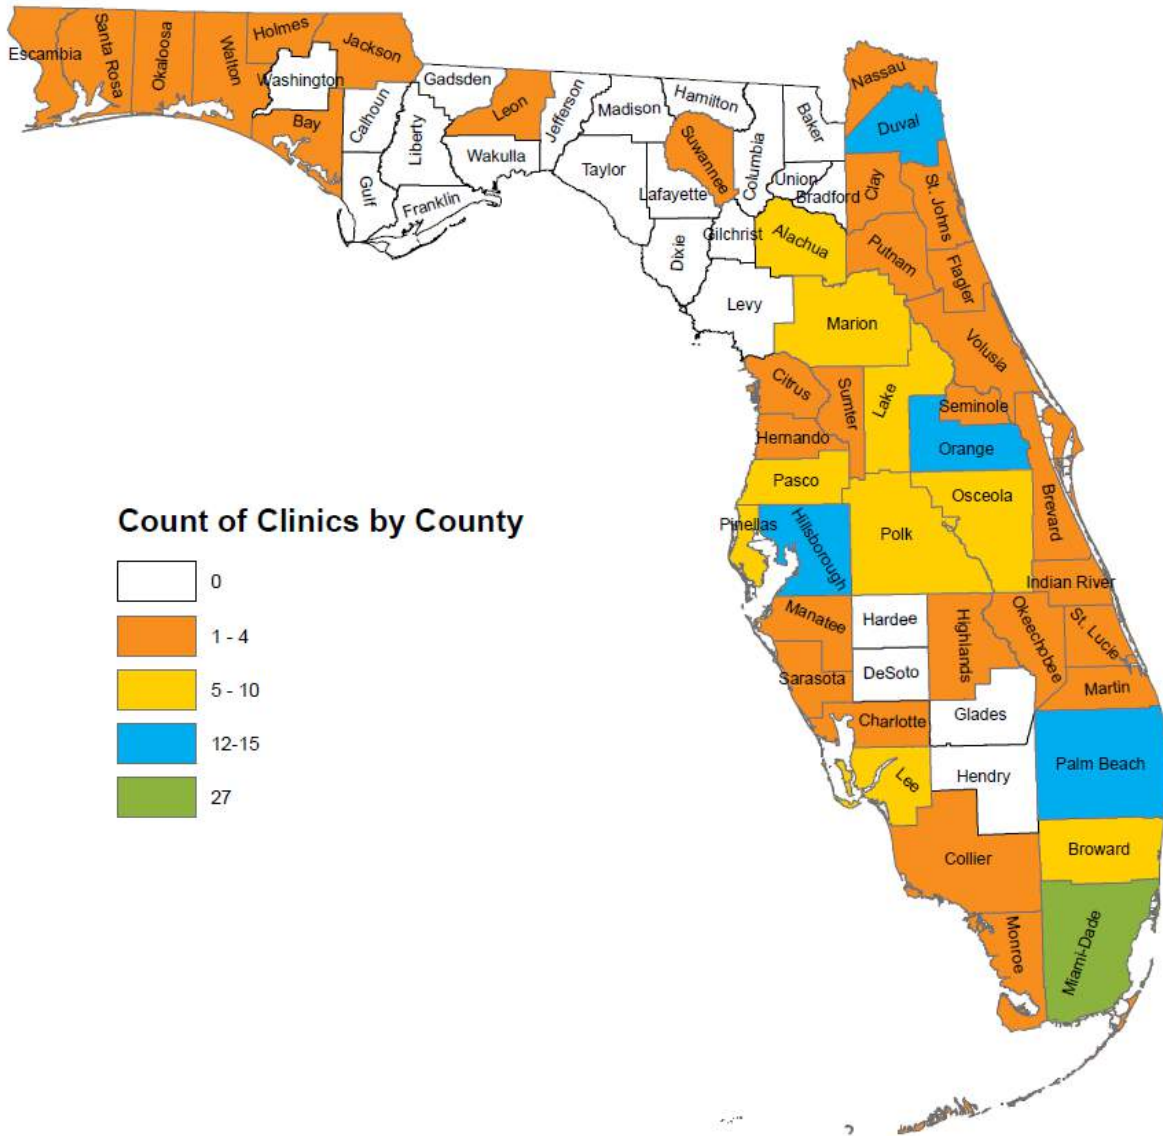 Escambia
Santa Rosa
Okaloosa
Walton
Holmes
Jackson
Washington
Bay
Calhoun
Gulf
Liberty
Gadsden
Franklin
Leon
Wakulla
Jefferson
Madison
Taylor
Hamilton
Suwannee
Lafayette
Dixie
Columbia
Gilchrist
Baker
Union
Bradford
Nassau
Duval
Clay
St. Johns
Alachua
Putnam
Flagler
Levy
Marion
Volusia
Citrus
Sumter
Lake
Seminole
Hernando
Orange
Pasco
Osceola
Brevard
Pinellas
Hillsborough
Polk
Indian River
Manatee
Hardee
Highlands
Okeechobee
St. Lucie
Sarasota
DeSoto
Martin
Charlotte
Glades
Lee
Hendry
Palm Beach
Collier
Broward
Monroe
Miami-Dade
Count of Clinics by County
0
1 - 4
5 - 10
12-15
27